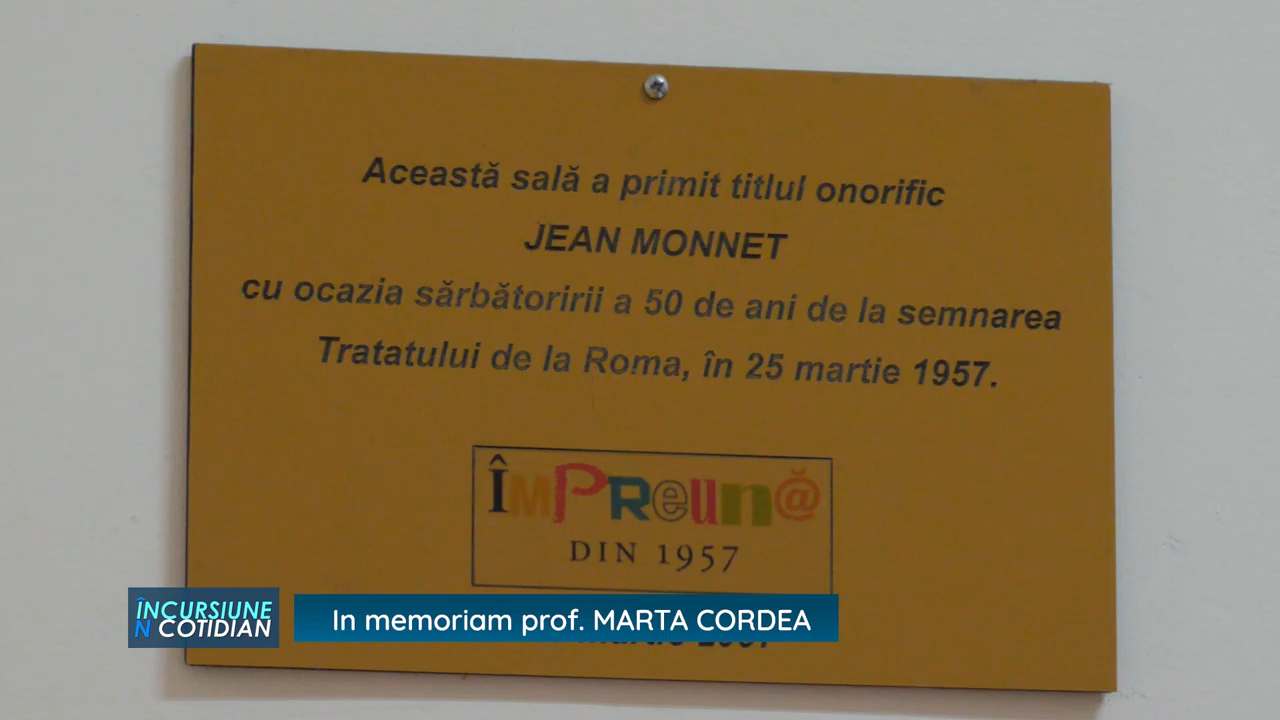 Această sală a primit titlul onorific
JEAN MONNET
cu ocazia sărbătoririi a 50 de ani de la semnarea
Tratatului de la Roma, în 25 martie 1957.
ÎMPREUN@
DIN 1957
ÎNCURSIUNE
N COTIDIAN
In memoriam prof. MARTA CORDEA